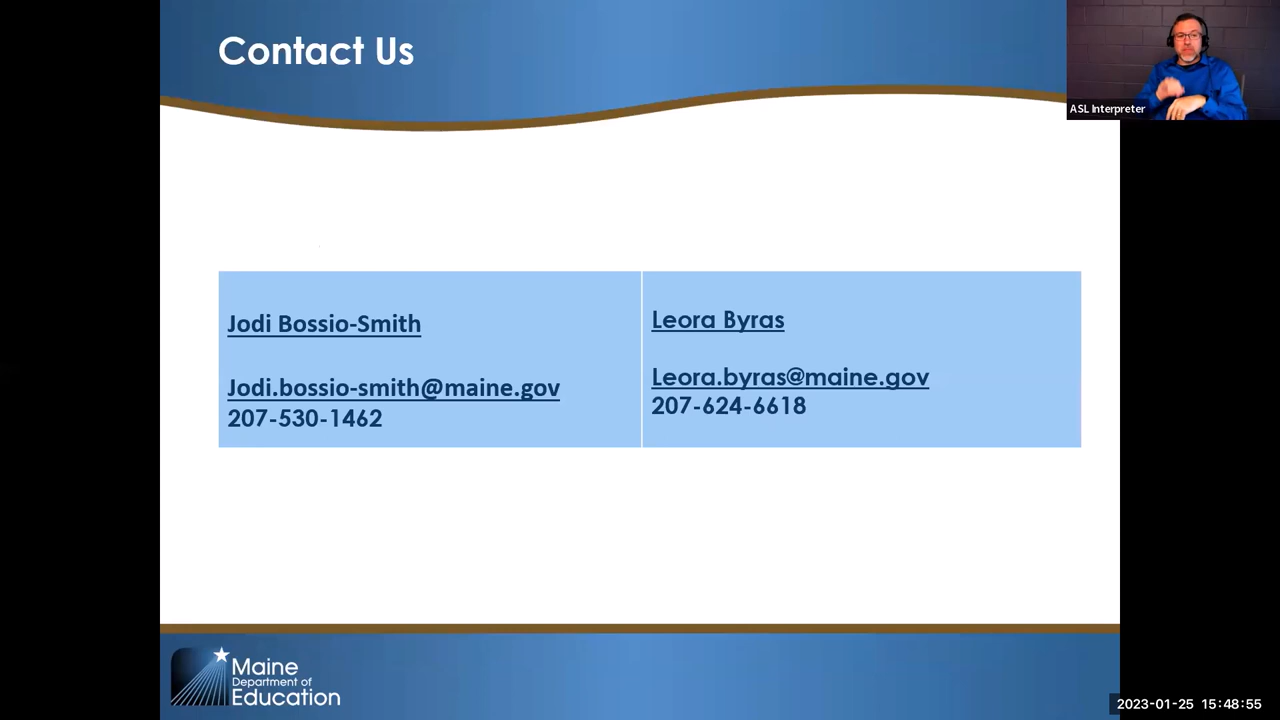 Contact Us
ASL Interpreter
Jodi Bossio-Smith
Jodi.bossio-smith@maine.gov
207-530-1462
Leora Byras
Leora.byras@maine.gov
207-624-6618
Maine
Department of
Education
2023-01-25 15:48:55